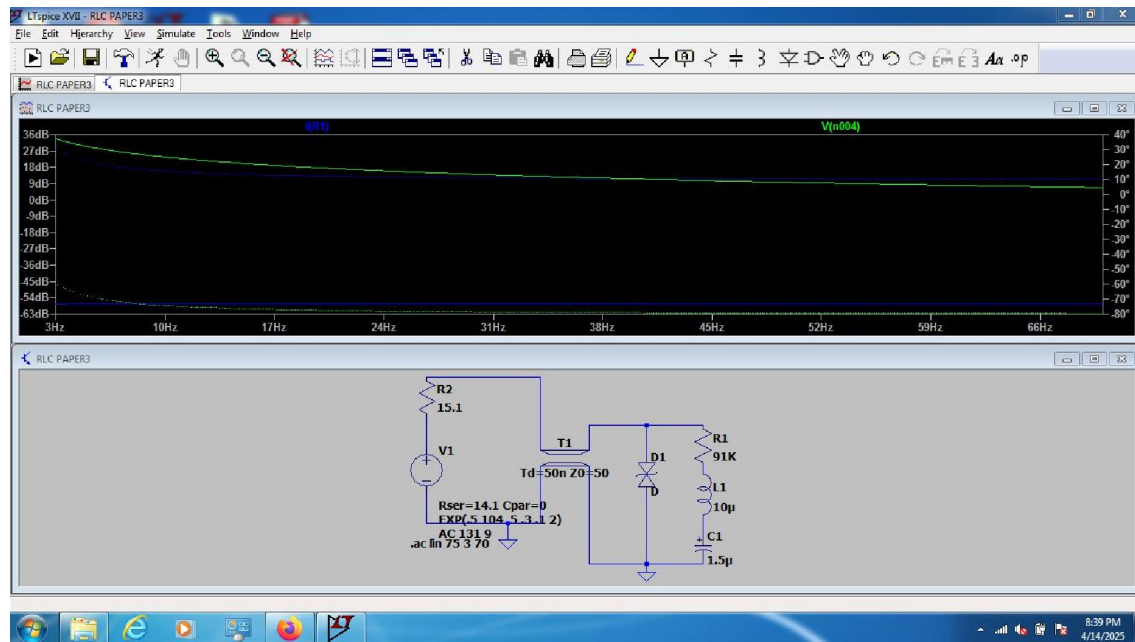 LTspice XVII - RLC PAPER3
File Edit Hierarchy View Simulate Tools Window Help
Aa .op
RLC PAPER3 RLC PAPER3
RLC PAPER3
I(R1) V(n004)
36dB 40°
27dB 30°
18dB 20°
9dB 10°
0dB 0°
-9dB -10°
-18dB -20°
-27dB -30°
-36dB -40°
-45dB -50°
-54dB -60°
-63dB -70°
-80°
3Hz 10Hz 17Hz 24Hz 31Hz 38Hz 45Hz 52Hz 59Hz 66Hz
RLC PAPER3
R2
15.1
V1
T1
Td=50n Z0=50
D1
D
R1
91K
L1
10µ
C1
1.5µ
Rser=14.1 Cpar=0
EXP(.5 104 .5 .3 .1 2)
AC 131 9
.ac lin 75 3 70
8:39 PM
4/14/2025